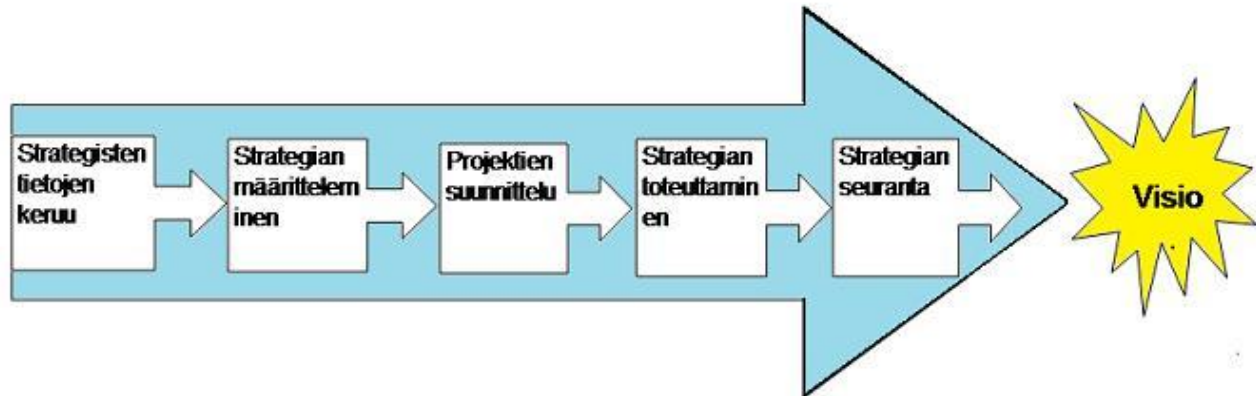 Strategisten
tietojen
keruu
Strategian
määrittelem
inen
Projektien
suunnittelu
Strategian
toteuttamin
en
Strategian
seuranta
Visio